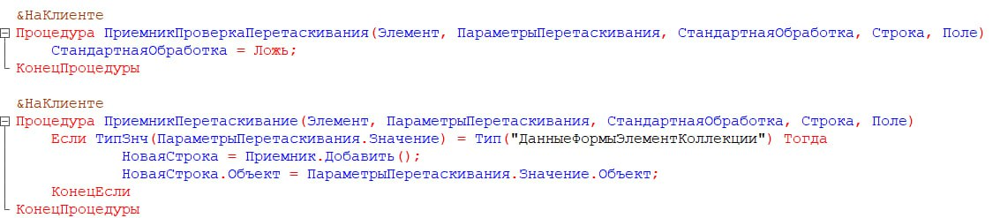 &НаКлиенте
Процедура ПриемникПроверкаПеретаскивания(Элемент, ПараметрыПеретаскивания, СтандартнаяОбработка, Строка, Поле)
СтандартнаяОбработка = Ложь;
КонецПроцедуры
&НаКлиенте
Процедура ПриемникПеретаскивание(Элемент, ПараметрыПеретаскивания, СтандартнаяОбработка, Строка, Поле)
Если ТипЗнч(ПараметрыПеретаскивания.Значение) = Тип("ДанныеФормыЭлементКоллекции") Тогда
НоваяСтрока = Приемник.Добавить();
НоваяСтрока.Объект = ПараметрыПеретаскивания.Значение.Объект;
КонецЕсли
КонецПроцедуры